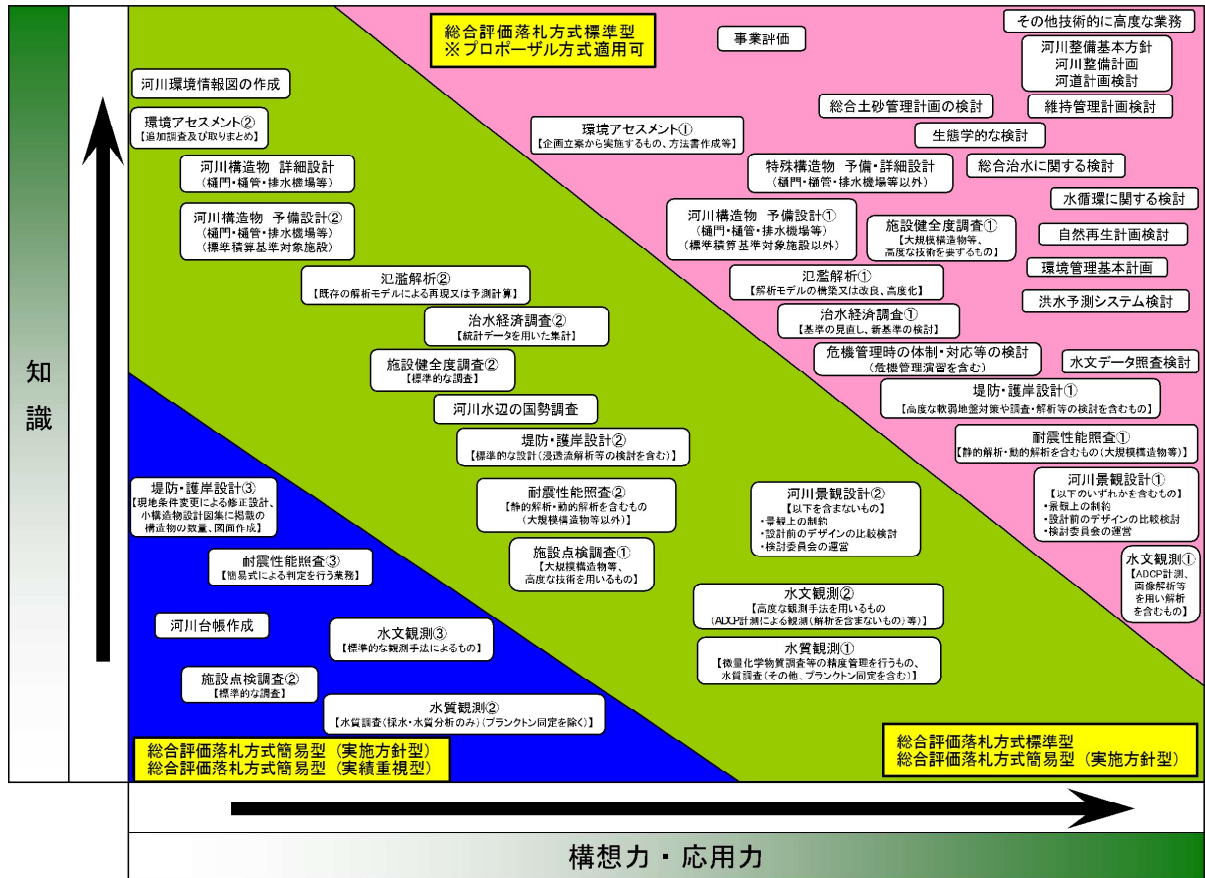 総合評価落札方式標準型
※プロポーザル方式適用可
事業評価
その他技術的に高度な業務
河川整備基本方針
河川整備計画
河道計画検討
河川環境情報図の作成
総合土砂管理計画の検討
維持管理計画検討
環境アセスメント②
【追加調査及び取りまとめ】
環境アセスメント①
【企画立案から実施するもの、方法書作成等】
生態学的な検討
河川構造物 詳細設計
(樋門・樋管・排水機場等)
特殊構造物 予備・詳細設計
(樋門・樋管・排水機場等以外)
総合治水に関する検討
水循環に関する検討
河川構造物 予備設計②
(樋門・樋管・排水機場等)
(標準積算基準対象施設)
河川構造物 予備設計①
(樋門・樋管・排水機場等)
(標準積算基準対象施設以外)
施設健全度調査①
【大規模構造物等、
高度な技術を要するもの】
自然再生計画検討
環境管理基本計画
氾濫解析②
【既存の解析モデルによる再現又は予測計算】
氾濫解析①
【解析モデルの構築又は改良、高度化】
洪水予測システム検討
治水経済調査②
【統計データを用いた集計】
治水経済調査①
【基準の見直し、新基準の検討】
施設健全度調査②
【標準的な調査】
危機管理時の体制・対応等の検討
(危機管理演習を含む)
水文データ照査検討
知識
河川水辺の国勢調査
堤防・護岸設計①
【高度な軟弱地盤対策や調査・解析等の検討を含むもの】
堤防・護岸設計②
【標準的な設計(浸透流解析等の検討を含む)】
耐震性能照査①
【静的解析・動的解析を含むもの(大規模構造物等)】
堤防・護岸設計③
【現地条件変更による修正設計、
小構造物設計図集に掲載の
構造物の数量、図面作成】
耐震性能照査②
【静的解析・動的解析を含むもの
(大規模構造物等以外)】
河川景観設計②
【以下を含まないもの】
・景観上の制約
・設計前のデザインの比較検討
・検討委員会の運営
河川景観設計①
【以下のいずれかを含むもの】
・景観上の制約
・設計前のデザインの比較検討
・検討委員会の運営
施設点検調査①
【大規模構造物等、
高度な技術を用いるもの】
水文観測①
【ADCP計測、
画像解析等
を用い解析
を含むもの】
耐震性能照査③
【簡易式による判定を行う業務】
水文観測②
【高度な観測手法を用いるもの
(ADCP計測による観測(解析を含まないもの)等)】
河川台帳作成
水文観測③
【標準的な観測手法によるもの】
水質観測①
【微量化学物質調査等の精度管理を行うもの、
水質調査(その他、プランクトン同定を含む)】
施設点検調査②
【標準的な調査】
水質観測②
【水質調査(採水・水質分析のみ)(プランクトン同定を除く)】
総合評価落札方式簡易型(実施方針型)
総合評価落札方式簡易型(実績重視型)
総合評価落札方式標準型
総合評価落札方式簡易型(実施方針型)
構想力・応用力